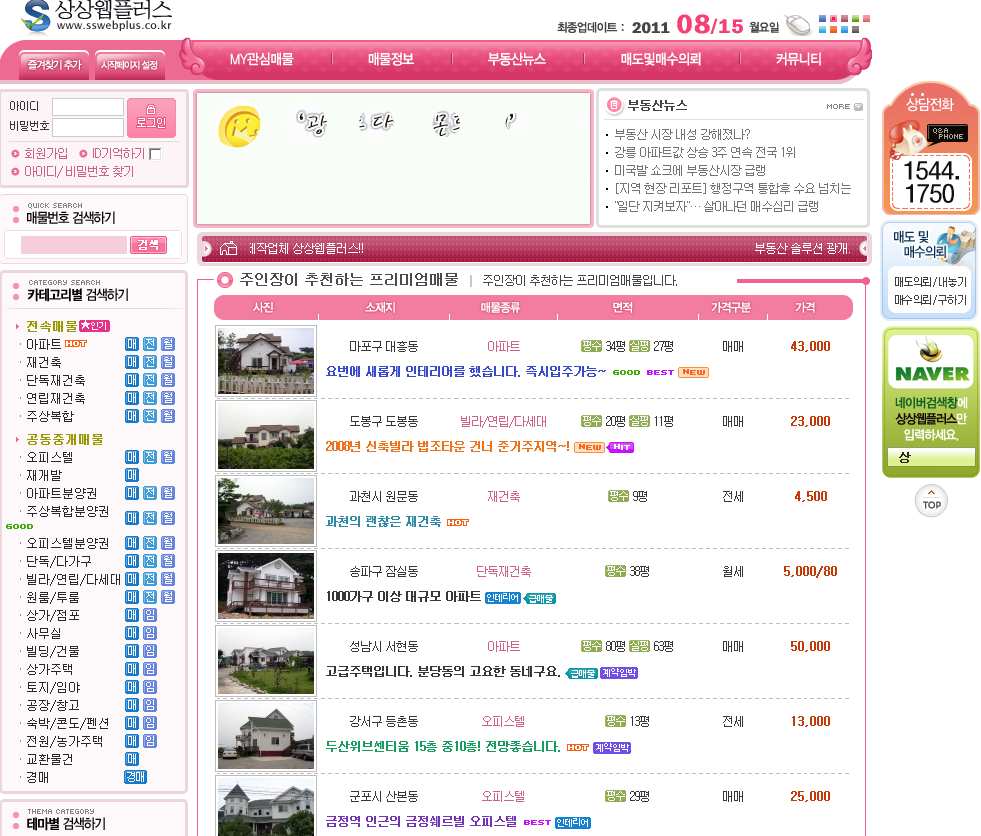 상상웹플러스
www.sswebplus.co.kr
최종업데이트 : 2011 08/15 월요일
즐겨찾기 추가
시작페이지 설정
MY관심매물
매물정보
부동산뉴스
매도및매수의뢰
커뮤니티
아이디
비밀번호
로그인
회원가입
ID기억하기
아이디/비밀번호 찾기
QUICK SEARCH
매물번호 검색하기
검색
CATEGORY SEARCH
카테고리별 검색하기
전속매물 ★인기
아파트 HOT 매 전 월
재건축 매 전 월
단독재건축 매 전 월
연립재건축 매 전 월
주상복합 매 전 월
공동중개매물
오피스텔 매 전 월
재개발 매
아파트분양권 매 전 월
주상복합분양권 매 전 월
GOOD
오피스텔분양권 매 전 월
단독/다가구 매 전 월
빌라/연립/다세대 매 전 월
원룸/투룸 매 전 월
상가/점포 매 임
사무실 매 임
빌딩/건물 매 임
상가주택 매 임
토지/임야 매 임
공장/창고 매 임
숙박/콘도/펜션 매 임
전원/농가주택 매 임
교환물건 매
경매 경매
THEMA CATEGORY
테마별 검색하기
부동산뉴스
MORE
부동산 시장 내성 강해졌나?
강릉 아파트값 상승 3주 연속 전국 1위
미국발 쇼크에 부동산시장 급랭
[지역 현장 리포트] 행정구역 통합후 수요 넘치는
"일단 지켜보자"… 살아나던 매수심리 급랭
제작업체 상상웹플러스!!
부동산 솔루션 광개.
주인장이 추천하는 프리미엄매물 | 주인장이 추천하는 프리미엄매물입니다.
사진 소재지 매물종류 면적 가격구분 가격
마포구 대흥동 아파트 평수 34평 실평 27평 매매 43,000
요번에 새롭게 인테리어를 했습니다. 즉시입주가능~ GOOD BEST NEW
도봉구 도봉동 빌라/연립/다세대 평수 20평 실평 11평 매매 23,000
2008년 신축빌라 법조타운 건너 준거주지역~! NEW HIT
과천시 원문동 재건축 평수 9평 전세 4,500
과천의 괜찮은 재건축 HOT
송파구 잠실동 단독재건축 평수 38평 월세 5,000/80
1000가구 이상 대규모 아파트 인테리어 급매물
성남시 서현동 아파트 평수 80평 실평 63평 매매 50,000
고급주택입니다. 분당동의 고요한 동네구요. 급매물 계약임박
강서구 등촌동 오피스텔 평수 13평 전세 13,000
두산위브센티움 15층 중10층! 전망좋습니다. HOT 계약임박
군포시 산본동 오피스텔 평수 29평 매매 25,000
금정역 인근의 금정쉐르빌 오피스텔 BEST 인테리어
상담전화
Q&A PHONE
1544.
1750
매도 및
매수의뢰
매도의뢰/내놓기
매수의뢰/구하기
NAVER
네이버검색창에
상상웹플러스만
입력하세요.
상
TOP